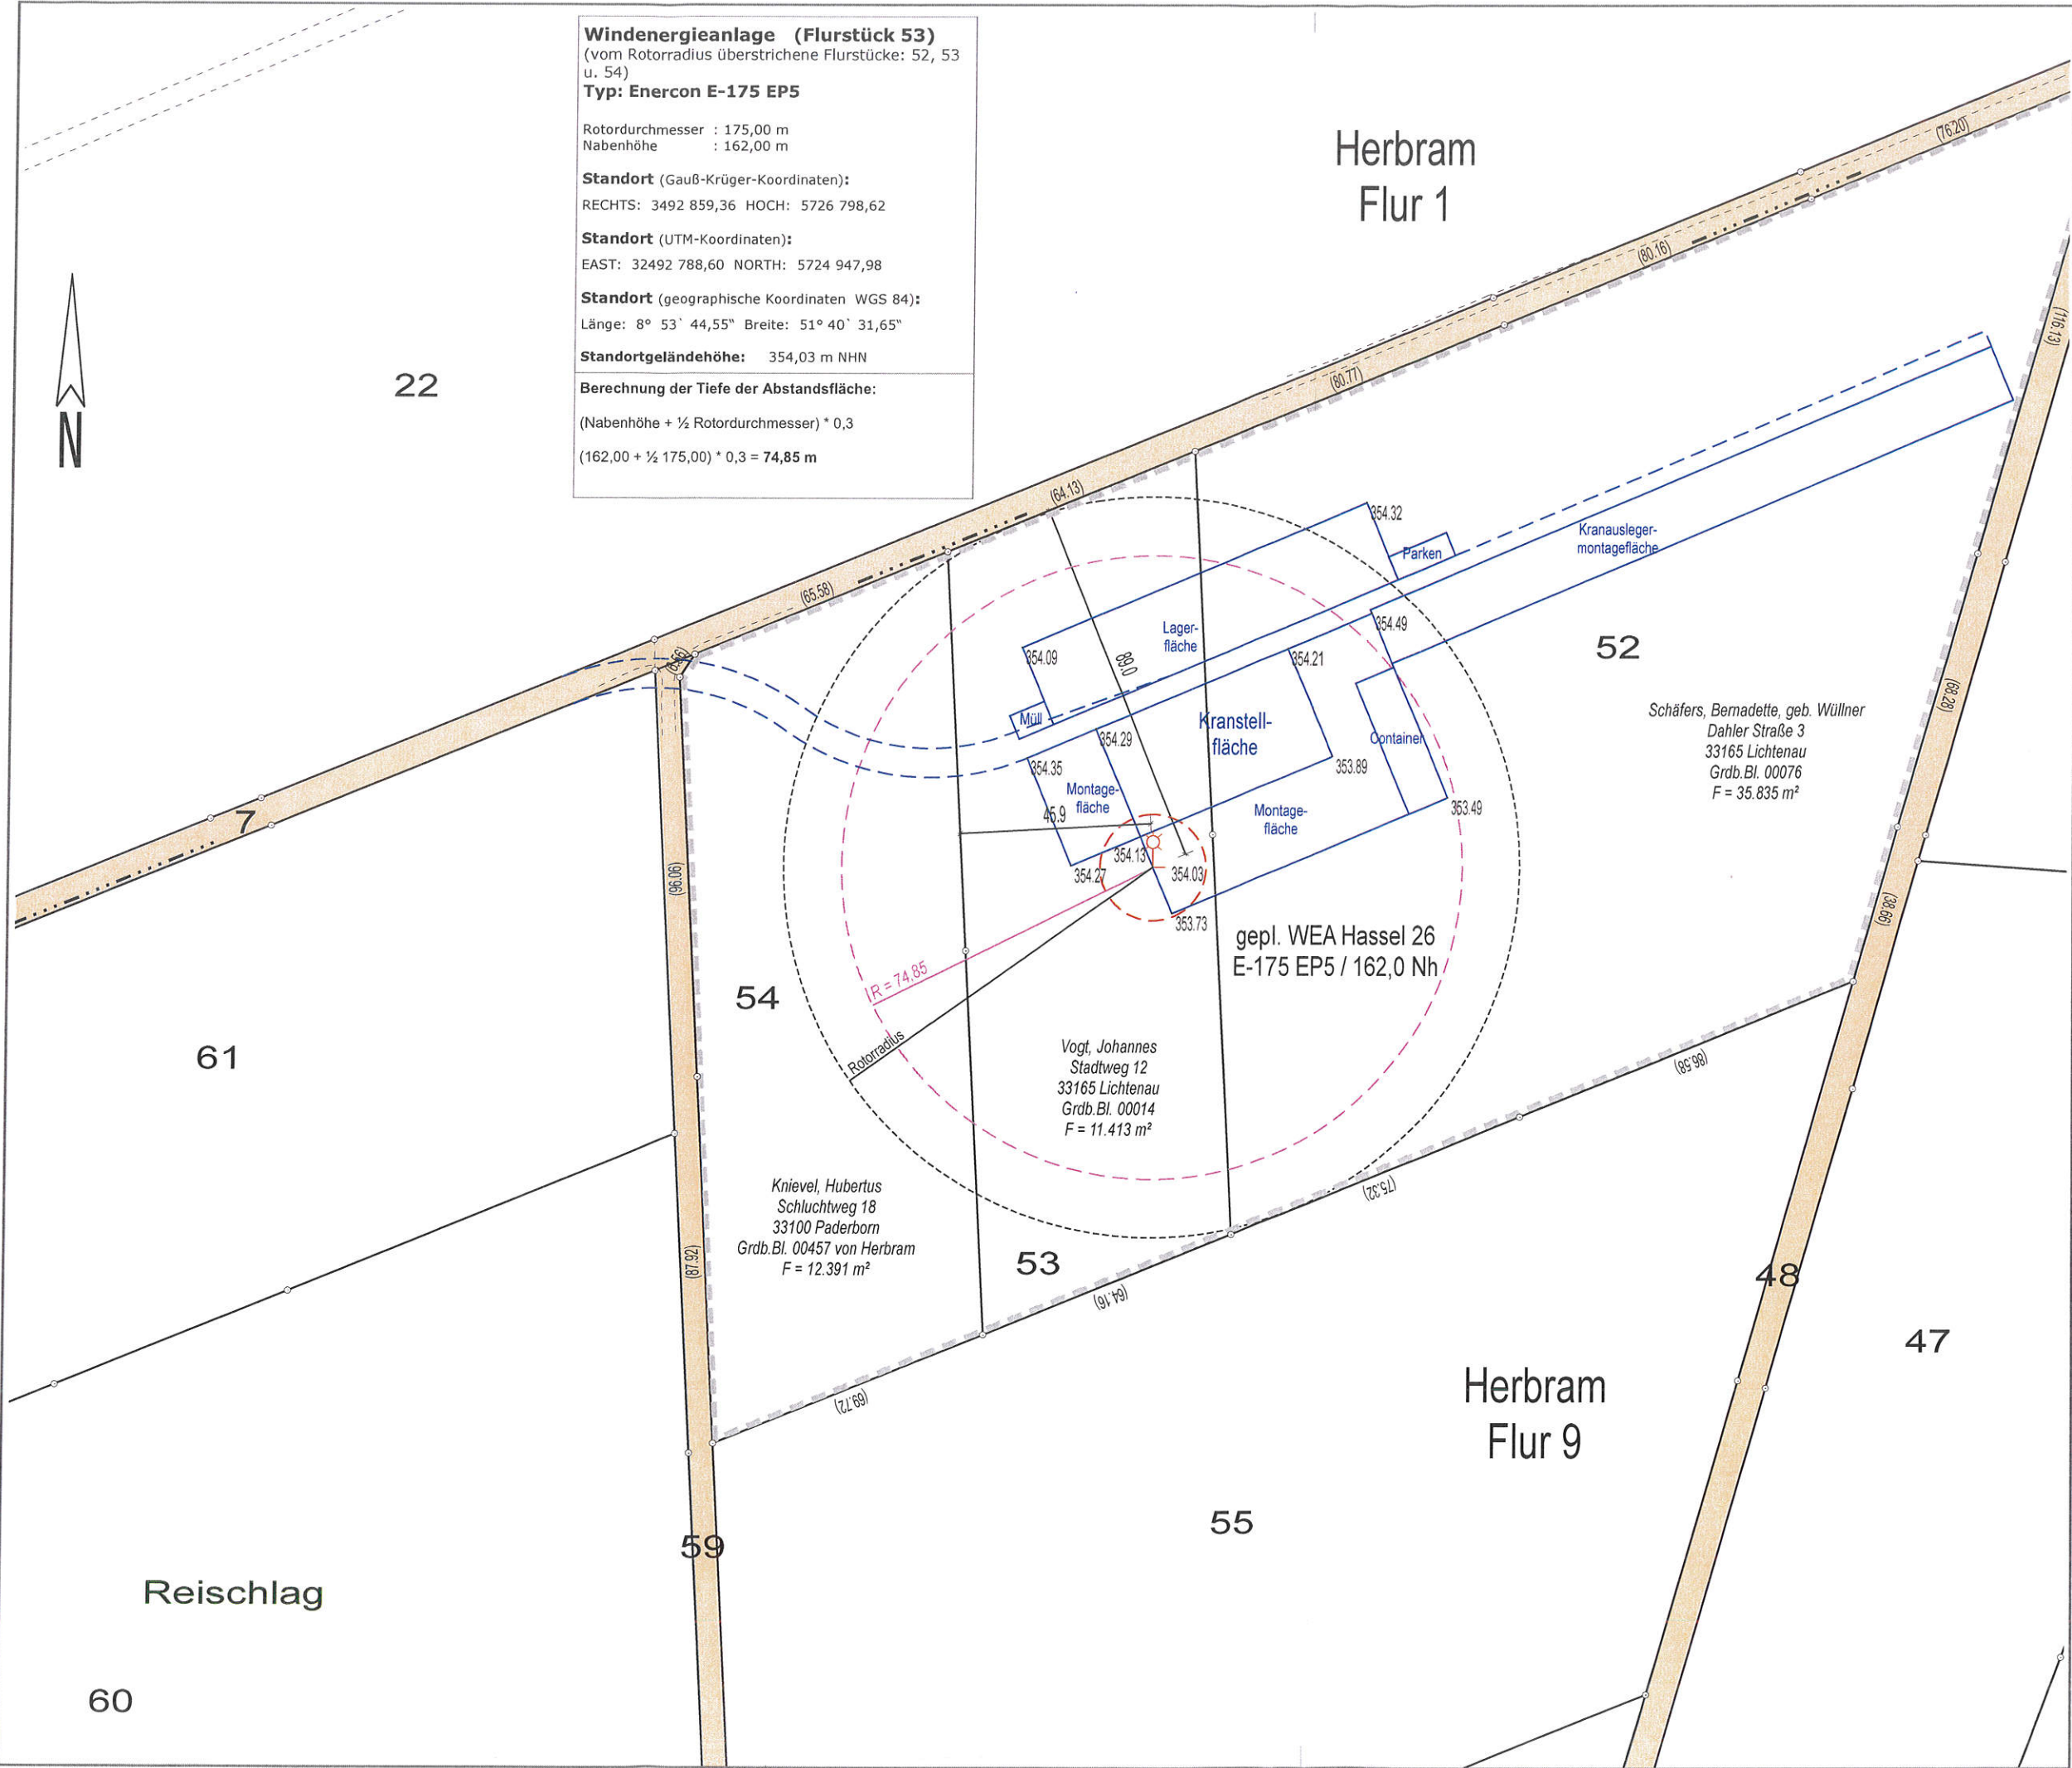 Windenergieanlage (Flurstück 53)
(vom Rotorradius überstrichene Flurstücke: 52, 53
u. 54)
Typ: Enercon E-175 EP5
Rotordurchmesser : 175,00 m
Nabenhöhe : 162,00 m
Standort (Gauß-Krüger-Koordinaten):
RECHTS: 3492 859,36 HOCH: 5726 798,62
Standort (UTM-Koordinaten):
EAST: 32492 788,60 NORTH: 5724 947,98
Standort (geographische Koordinaten WGS 84):
Länge: 8° 53` 44,55“ Breite: 51° 40` 31,65“
Standortgeländehöhe: 354,03 m NHN
Berechnung der Tiefe der Abstandsfläche:
(Nabenhöhe + ½ Rotordurchmesser) * 0,3
(162,00 + ½ 175,00) * 0,3 = 74,85 m
Herbram
Flur 1
(76.20)
(80.16)
(80.77)
(64.13)
(65.58)
(116.13)
22
N
354.32
Parken
Kranausleger-
montagefläche
354.49
Lager-
fläche
354.09
89.0
354.21
52
Müll
Kranstell-
fläche
354.29
Container
354.35
353.89
Montage-
fläche
45.9
Montage-
fläche
353.49
354.13
354.27
354.03
353.73
Schäfers, Bernadette, geb. Wüllner
Dahler Straße 3
33165 Lichtenau
Grdb.Bl. 00076
F = 35.835 m²
(68.28)
(38.66)
7
(96.06)
gepl. WEA Hassel 26
E-175 EP5 / 162,0 Nh
R = 74,85
54
Rotorradius
61
Vogt, Johannes
Stadtweg 12
33165 Lichtenau
Grdb.Bl. 00014
F = 11.413 m²
(86.58)
(75.32)
Knievel, Hubertus
Schluchtweg 18
33100 Paderborn
Grdb.Bl. 00457 von Herbram
F = 12.391 m²
(87.92)
53
(64.16)
48
47
(69.72)
Herbram
Flur 9
55
59
Reischlag
60